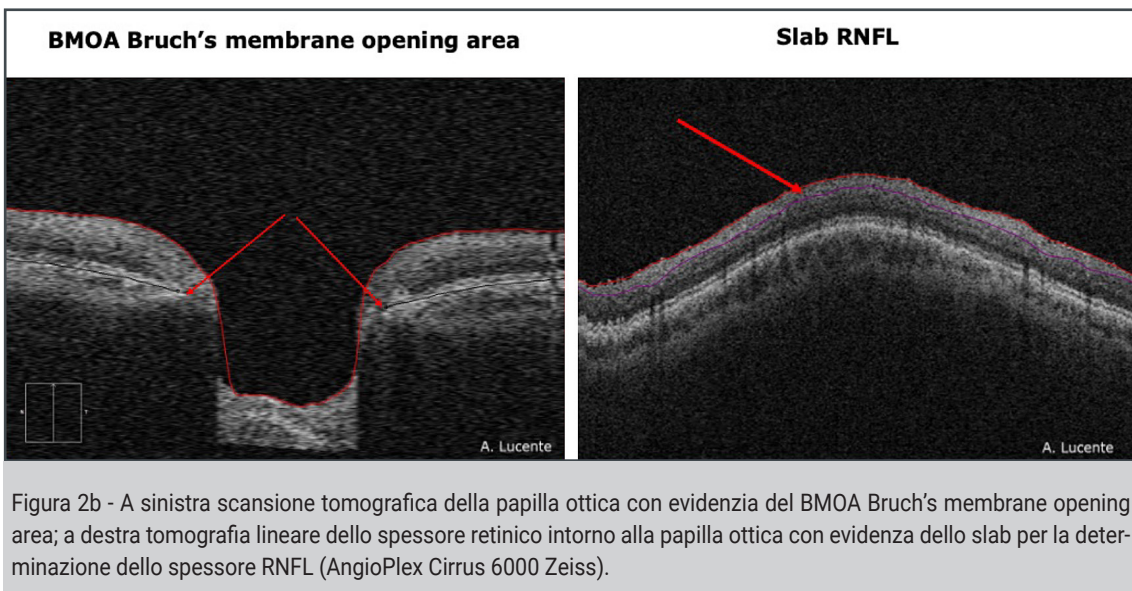 BMOA Bruch's membrane opening area
Slab RNFL
A. Lucente
A. Lucente
Figura 2b - A sinistra scansione tomografica della papilla ottica con evidenzia del BMOA Bruch's membrane opening
area; a destra tomografia lineare dello spessore retinico intorno alla papilla ottica con evidenza dello slab per la deter-
minazione dello spessore RNFL (AngioPlex Cirrus 6000 Zeiss).